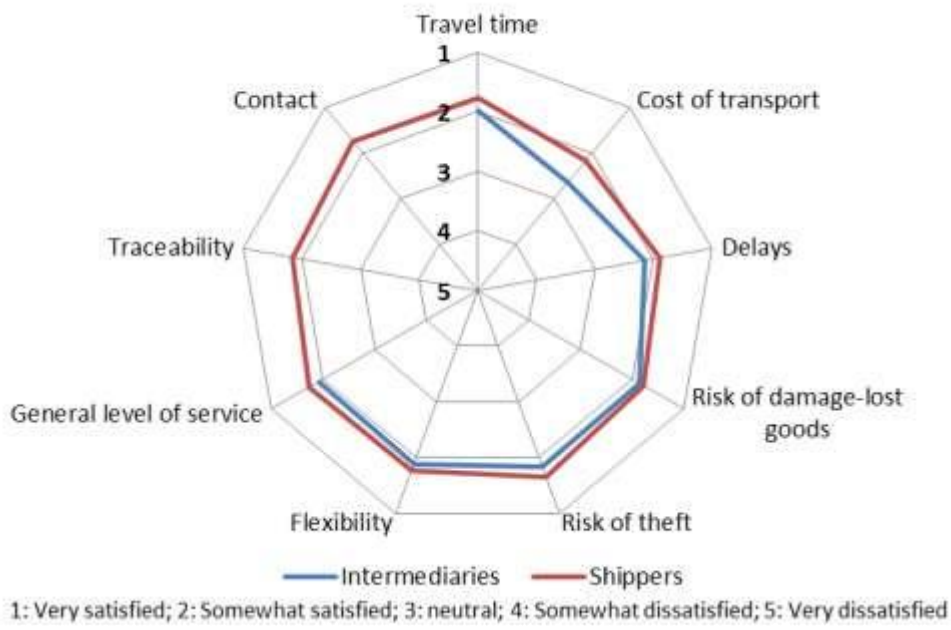 Travel time
1
Contact
Cost of transport
2
3
Traceability
Delays
4
5
General level of service
Risk of damage-lost
goods
Flexibility
Risk of theft
Intermediaries
Shippers
1: Very satisfied; 2: Somewhat satisfied; 3: neutral; 4: Somewhat dissatisfied; 5: Very dissatisfied